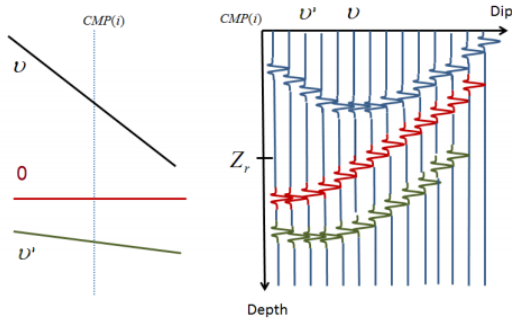 CMP(i)
υ
0
υ'
CMP(i) υ' υ Dip
Zr
Depth